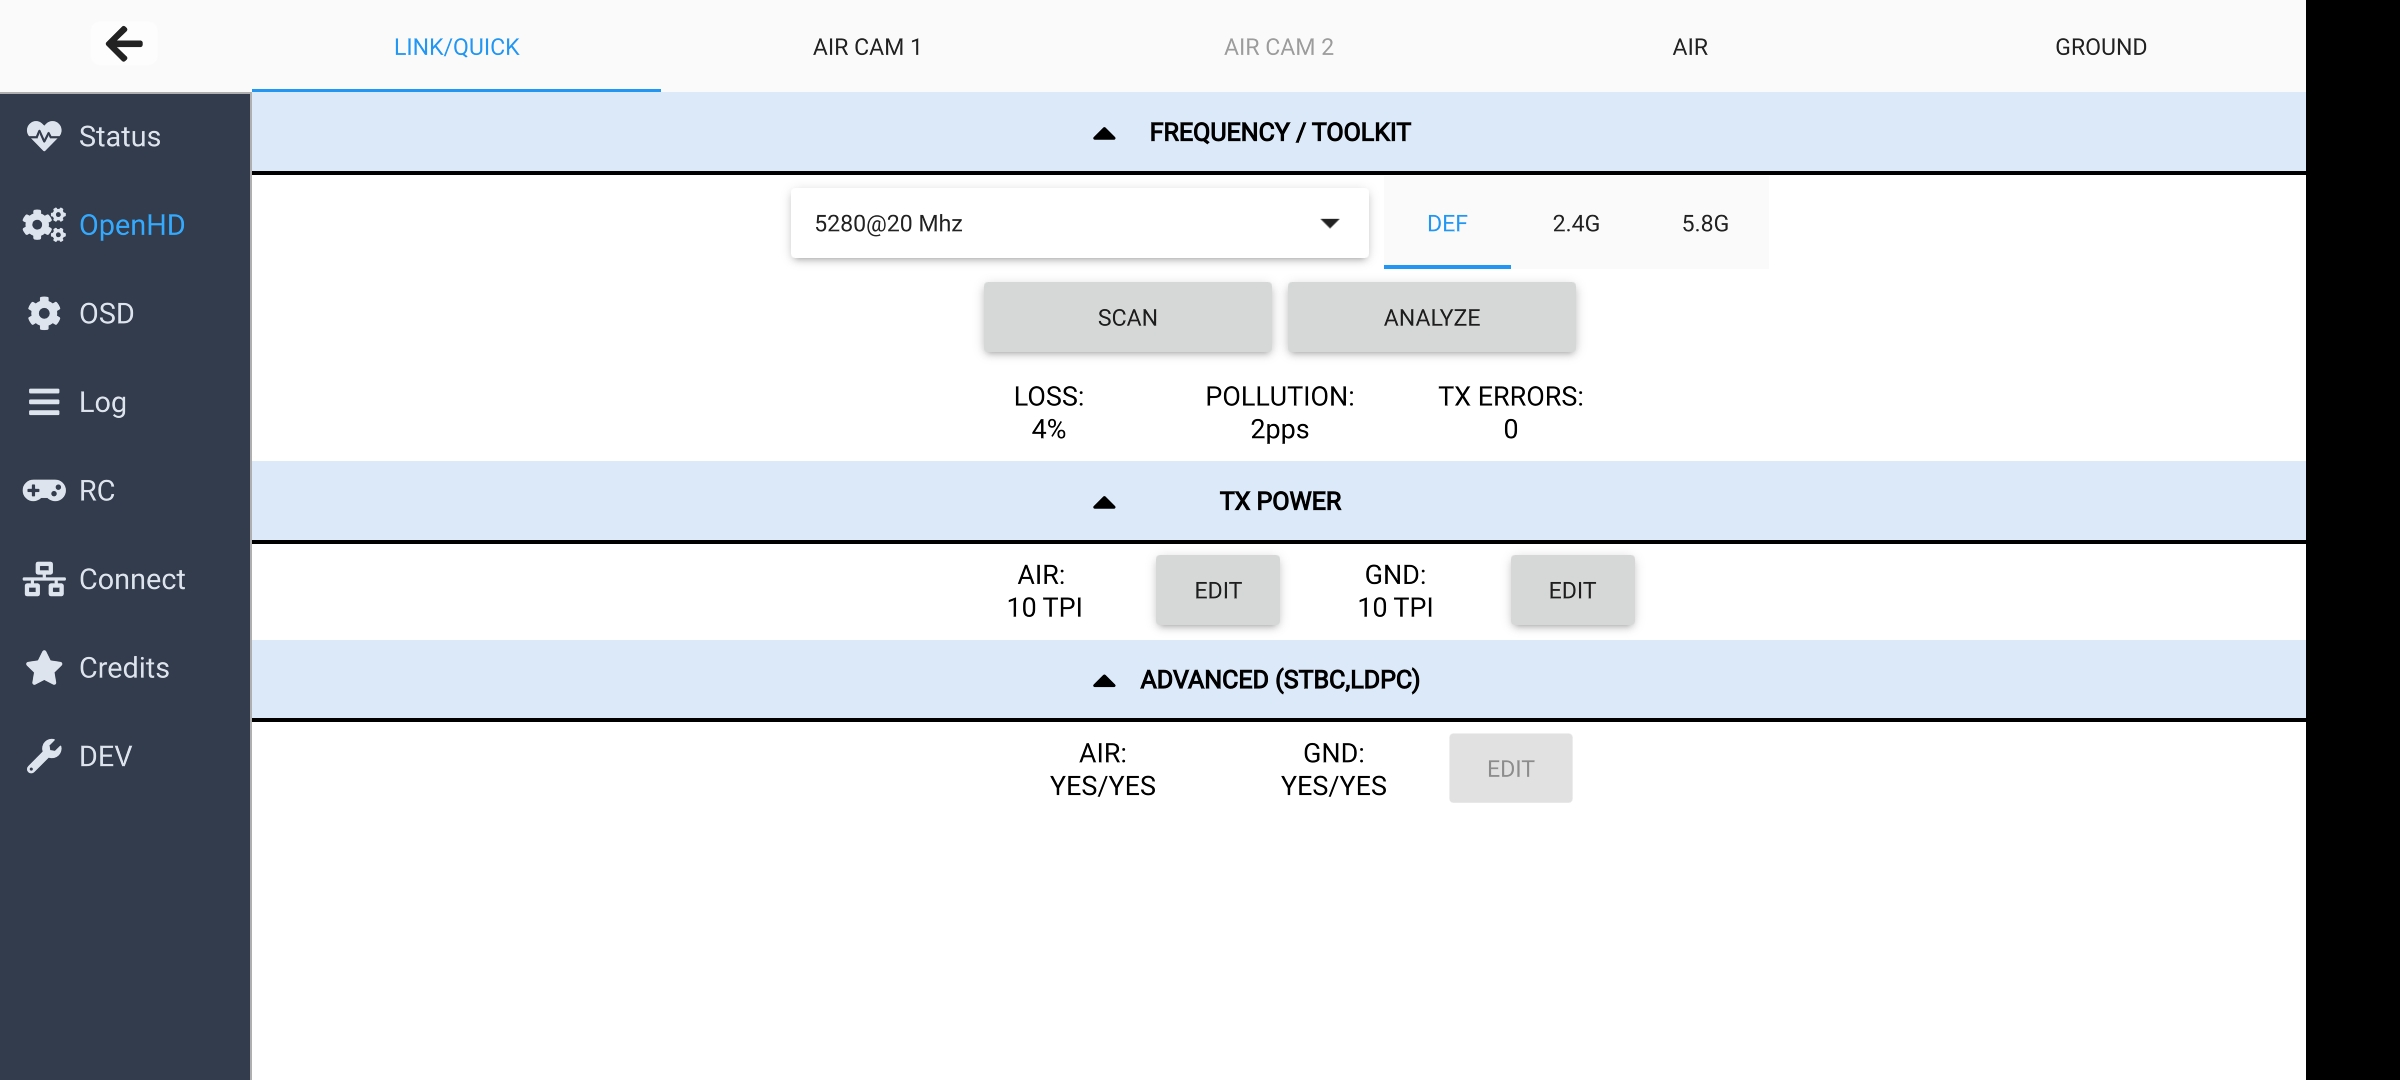 LINK/QUICK
AIR CAM 1
AIR CAM 2
AIR
GROUND
Status
OpenHD
OSD
Log
RC
Connect
Credits
DEV
FREQUENCY / TOOLKIT
5280@20 Mhz
DEF
2.4G
5.8G
SCAN
ANALYZE
LOSS:
4%
POLLUTION:
2pps
TX ERRORS:
0
TX POWER
AIR:
10 TPI
EDIT
GND:
10 TPI
EDIT
ADVANCED (STBC,LDPC)
AIR:
YES/YES
GND:
YES/YES
EDIT